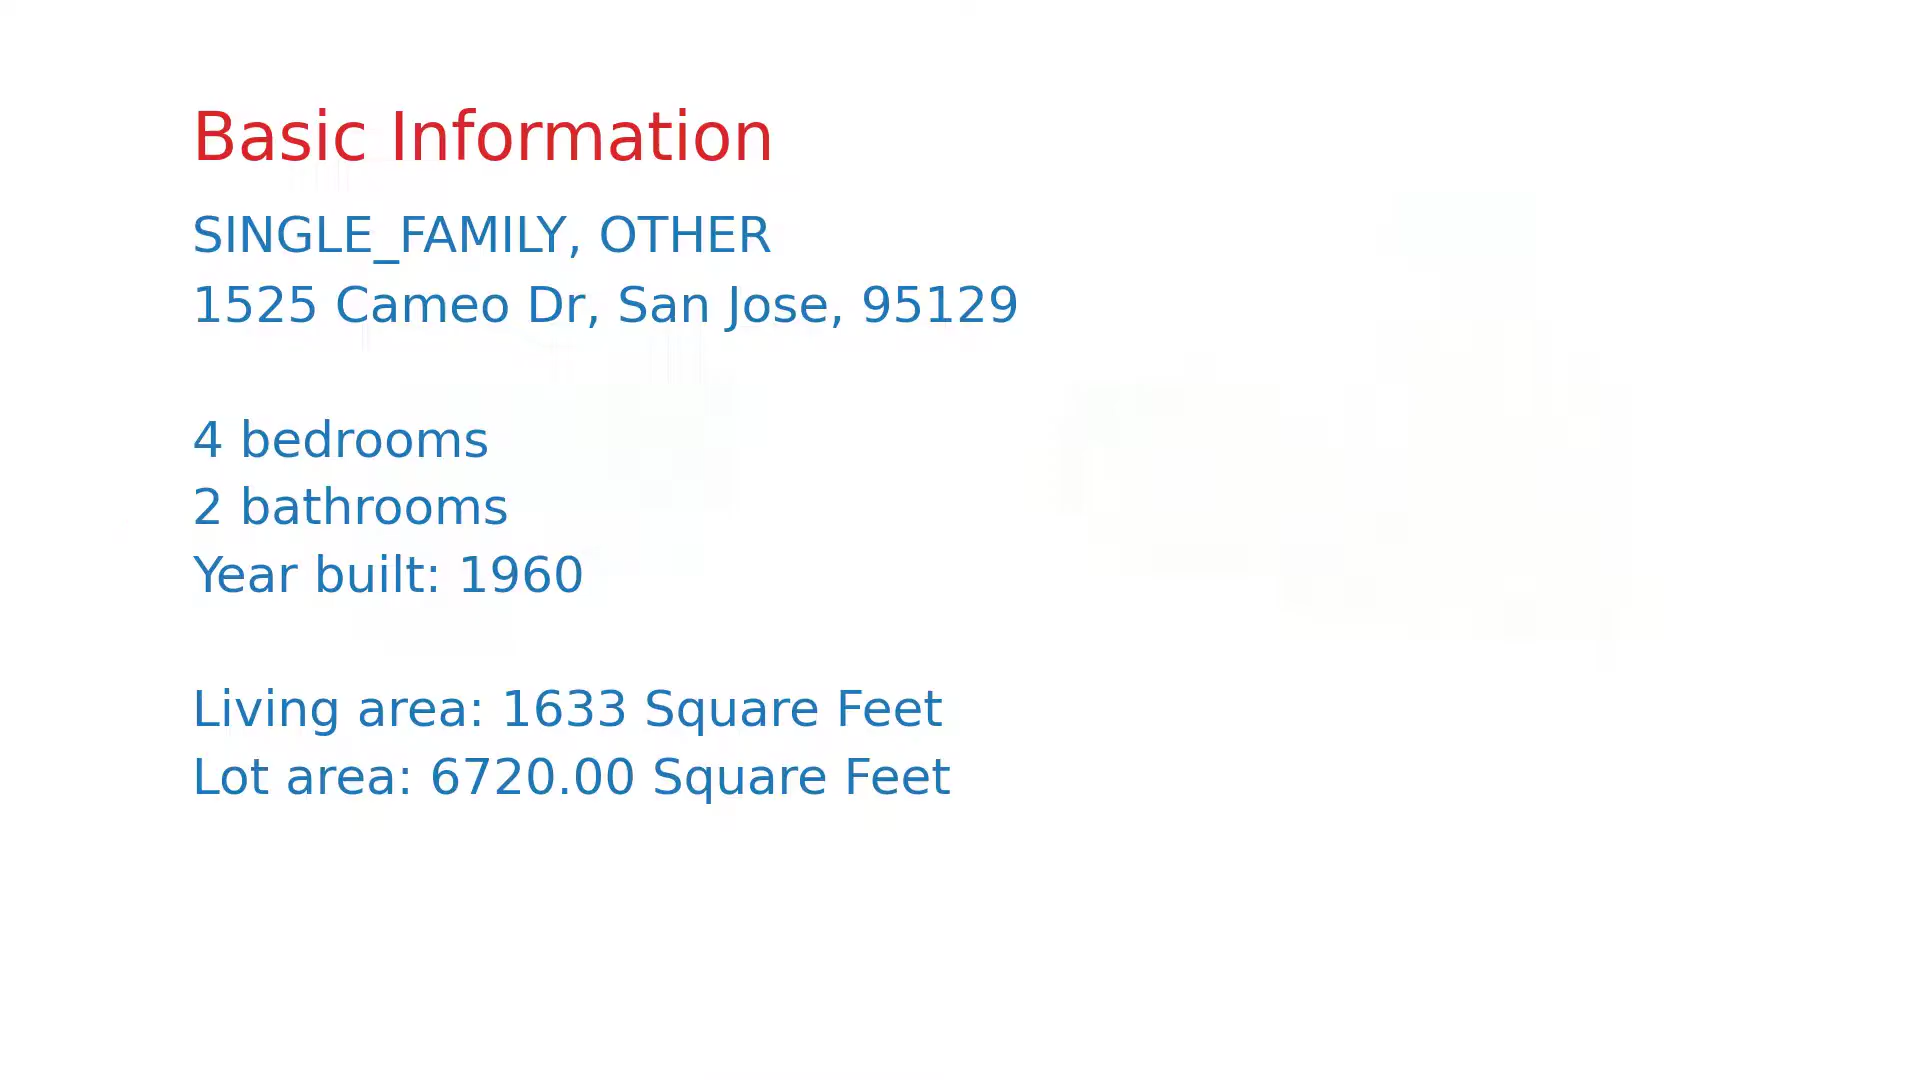 Basic Information
SINGLE_FAMILY, OTHER
1525 Cameo Dr, San Jose, 95129
4 bedrooms
2 bathrooms
Year built: 1960
Living area: 1633 Square Feet
Lot area: 6720.00 Square Feet